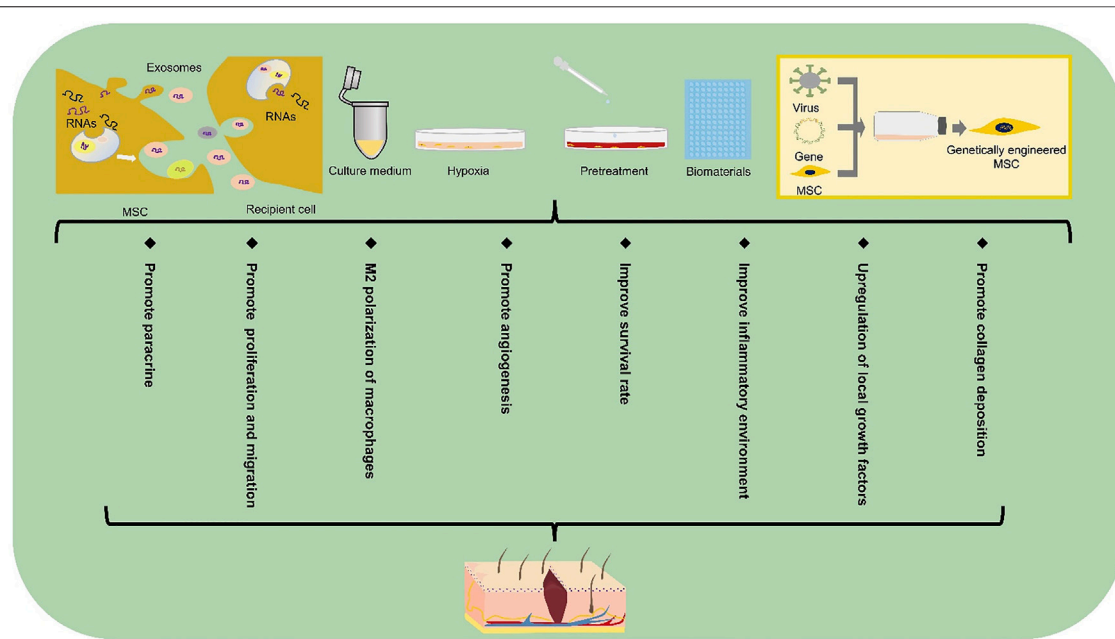 Exosomes
RNAs
RNAs
MSC
Recipient cell
Culture medium
Hypoxia
Pretreatment
Biomaterials
Virus
Gene
MSC
Genetically engineered
MSC
Promote paracrine
Promote proliferation and migration
M2 polarization of macrophages
Promote angiogenesis
Improve survival rate
Improve inflammatory environment
Upregulation of local growth factors
Promote collagen deposition